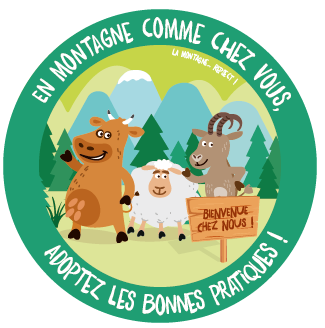 EN MONTAGNE COMME CHEZ VOUS,
LA MONTAGNE... RESPECT !
BIENVENUE
CHEZ NOUS !
ADOPTEZ LES BONNES PRATIQUES !